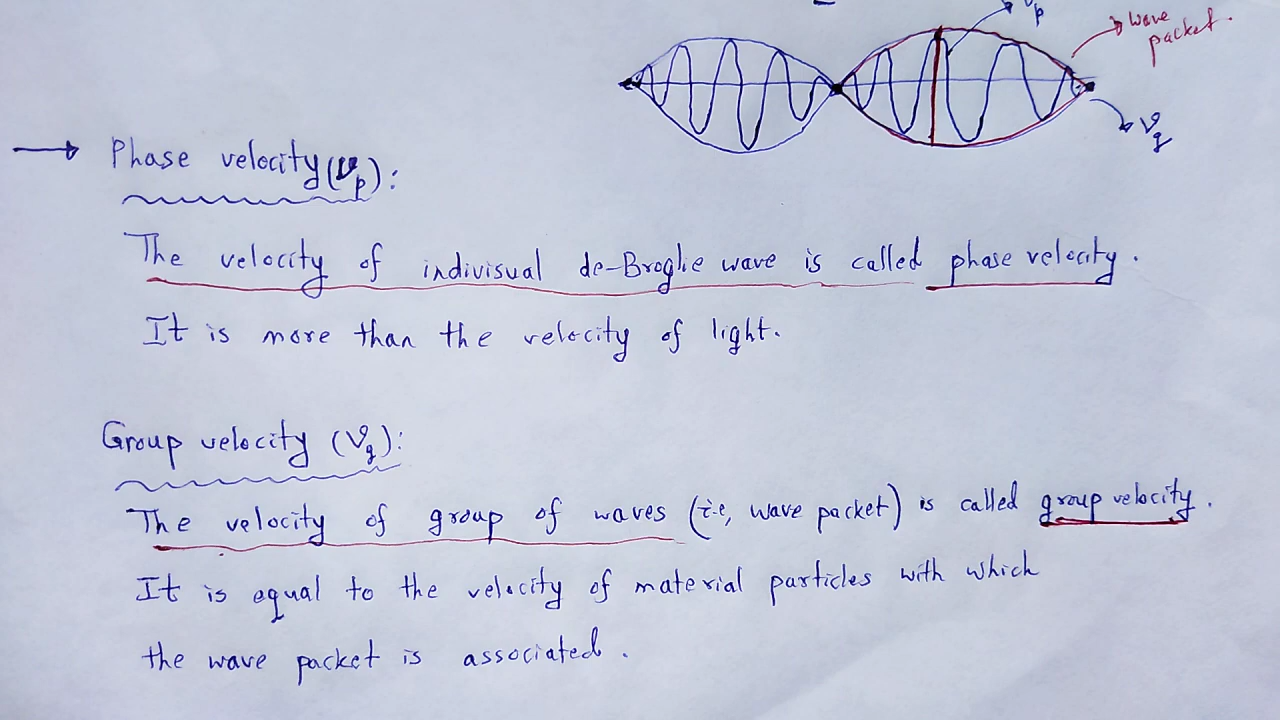 vp
wave
packet.
vg
→ Phase velocity (vp):
The velocity of indivisual de-Broglie wave is called phase velocity.
It is more than the velocity of light.
Group velocity (Vg):
The velocity of group of waves (i.e, wave packet) is called group velocity.
It is equal to the velocity of material particles with which
the wave packet is associated.